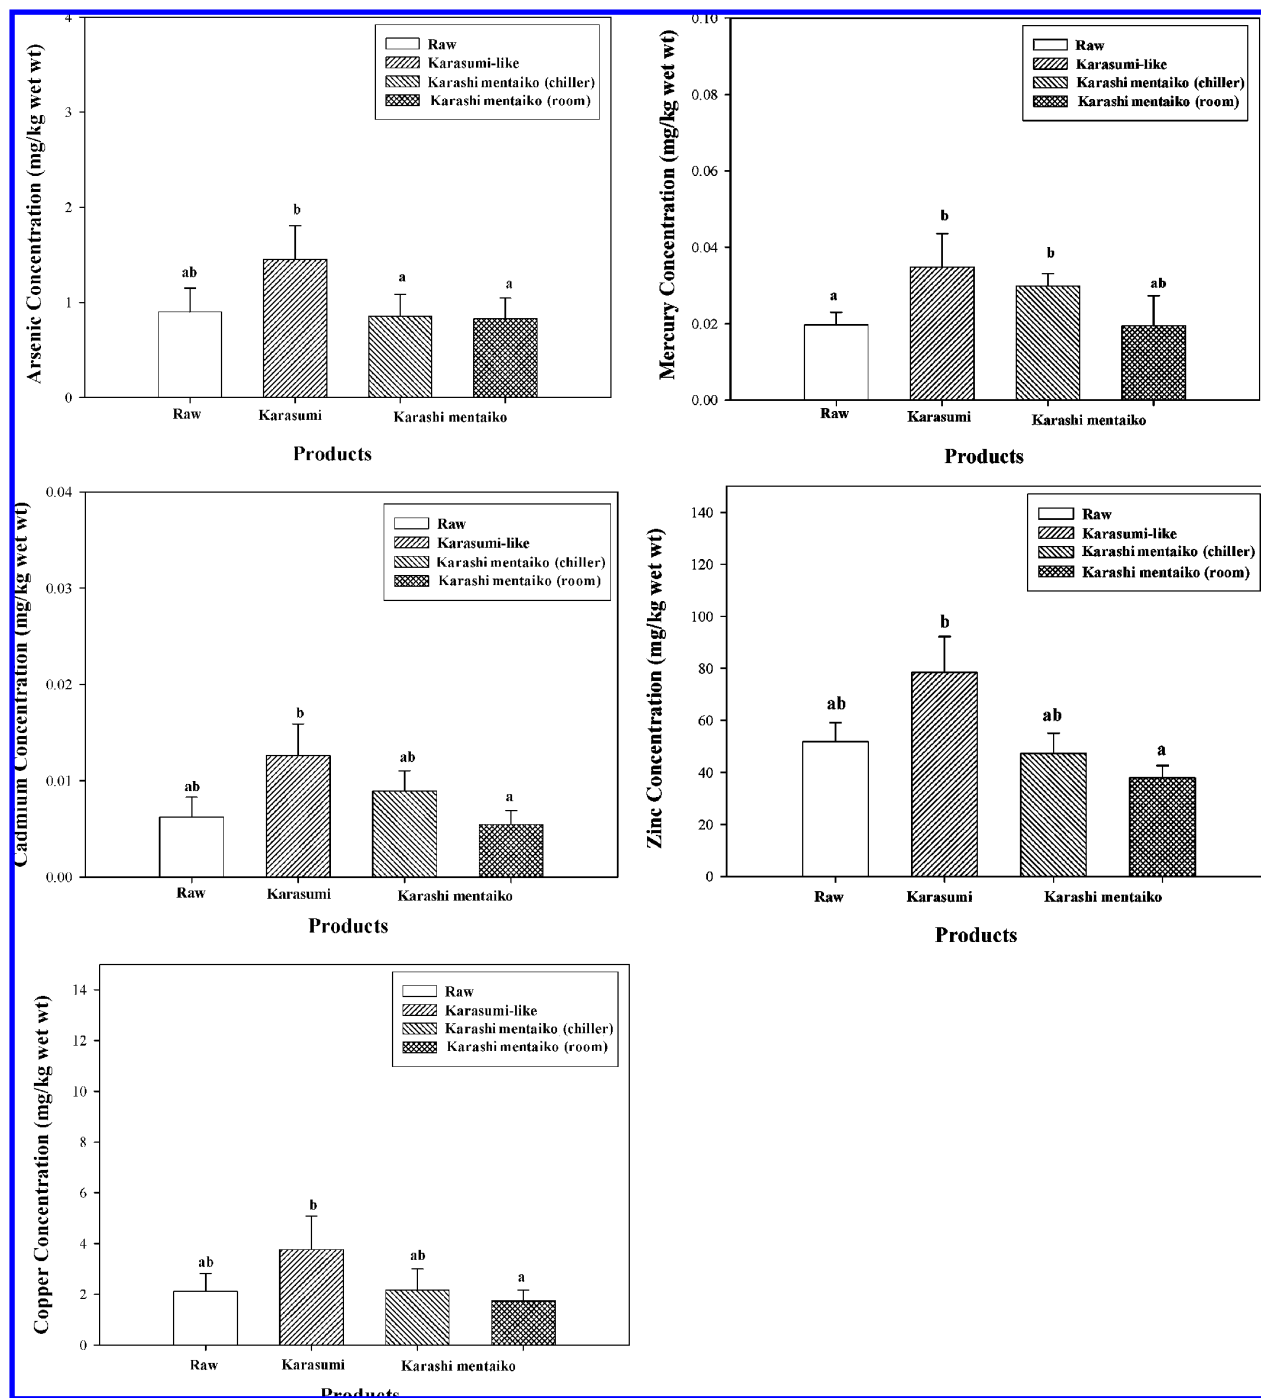 Arsenic Concentration (mg/kg wet wt)
4
3
2
1
0
Raw
Karasumi-like
Karashi mentaiko (chiller)
Karashi mentaiko (room)
ab
b
a
a
Raw
Karasumi
Karashi mentaiko
Products
Mercury Concentration (mg/kg wet wt)
0.10
0.08
0.06
0.04
0.02
0.00
Raw
Karasumi-like
Karashi mentaiko (chiller)
Karashi mentaiko (room)
a
b
b
ab
Raw
Karasumi
Karashi mentaiko
Products
Cadmium Concentration (mg/kg wet wt)
0.04
0.03
0.02
0.01
0.00
Raw
Karasumi-like
Karashi mentaiko (chiller)
Karashi mentaiko (room)
ab
b
ab
a
Raw
Karasumi
Karashi mentaiko
Products
Zinc Concentration (mg/kg wet wt)
140
120
100
80
60
40
20
0
Raw
Karasumi-like
Karashi mentaiko (chiller)
Karashi mentaiko (room)
ab
b
ab
a
Raw
Karasumi
Karashi mentaiko
Products
Copper Concentration (mg/kg wet wt)
14
12
10
8
6
4
2
0
Raw
Karasumi-like
Karashi mentaiko (chiller)
Karashi mentaiko (room)
ab
b
ab
a
Raw
Karasumi
Karashi mentaiko
Products